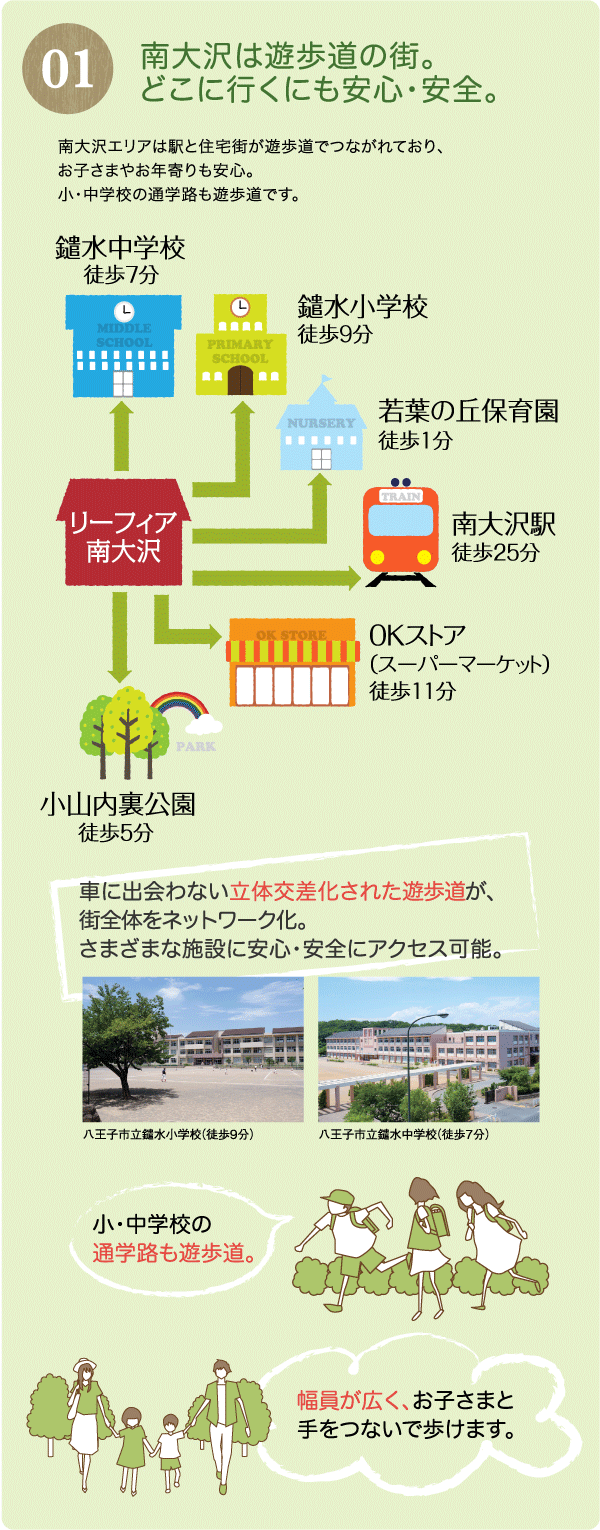 01
南大沢は遊歩道の街。
どこに行くにも安心・安全。
南大沢エリアは駅と住宅街が遊歩道でつながれており、
お子さまやお年寄りも安心。
小・中学校の通学路も遊歩道です。
鑓水中学校
徒歩7分
MIDDLE
SCHOOL
鑓水小学校
徒歩9分
PRIMARY
SCHOOL
若葉の丘保育園
徒歩1分
NURSERY
リーフィア
南大沢
TRAIN
南大沢駅
徒歩25分
OK STORE
OKストア
（スーパーマーケット）
徒歩11分
PARK
小山内裏公園
徒歩5分
車に出会わない立体交差化された遊歩道が、
街全体をネットワーク化。
さまざまな施設に安心・安全にアクセス可能。
八王子市立鑓水小学校（徒歩9分）
八王子市立鑓水中学校（徒歩7分）
小・中学校の
通学路も遊歩道。
幅員が広く、お子さまと
手をつないで歩けます。